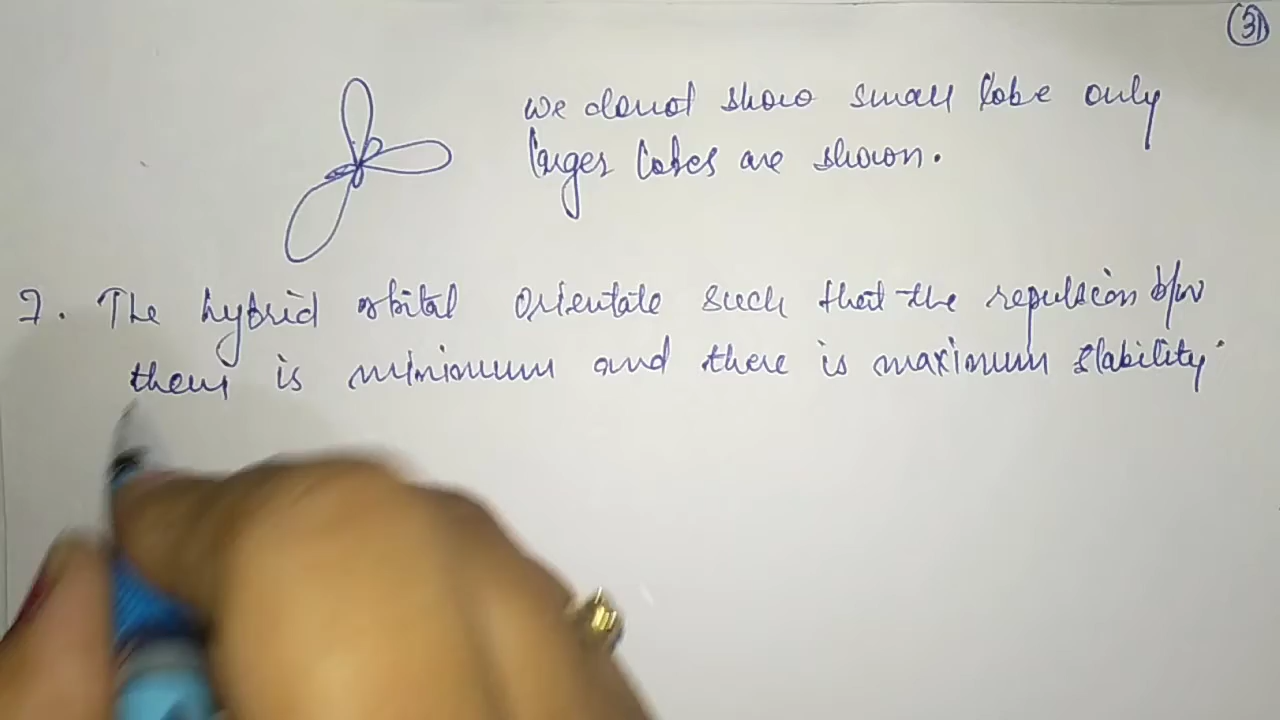 3
we donot show small lobe only
larger lobes are shown.
7. The hybrid orbital orientate such that the repulsion b/w
them is minimum and there is maximum stability.